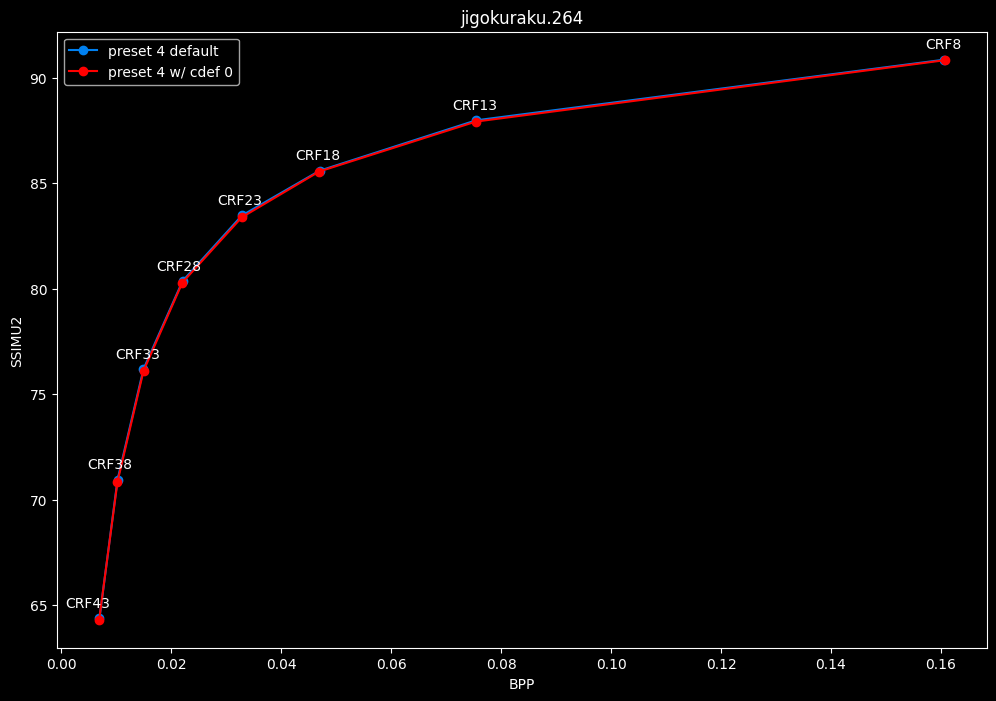 jigokuraku.264
preset 4 default
preset 4 w/ cdef 0
CRF8
CRF13
CRF18
CRF23
CRF28
CRF33
CRF38
CRF43
90
85
80
75
70
65
SSIMU2
0.00 0.02 0.04 0.06 0.08 0.10 0.12 0.14 0.16
BPP